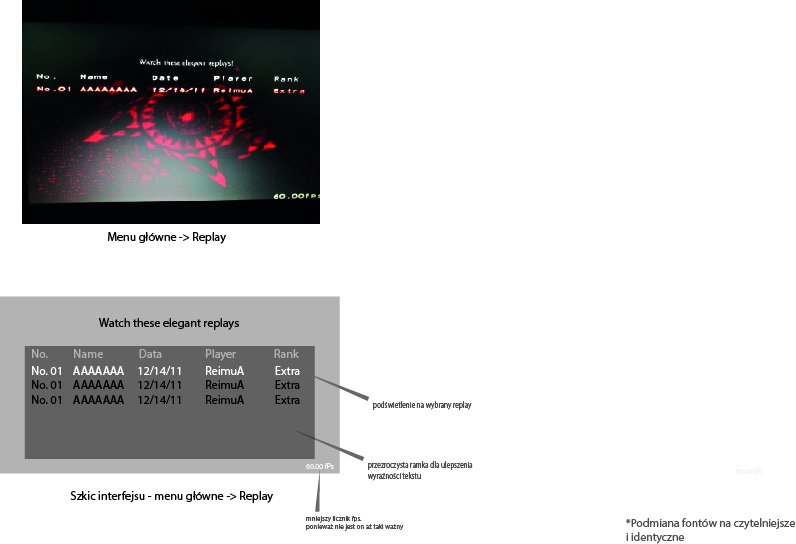 Watch these elegant replays!
No. Name Date Player Rank
No.01 AAAAAAAA 12/14/11 ReimuA Extra
60.00fps
Menu główne -> Replay
Watch these elegant replays
No. Name Data Player Rank
No. 01 AAAAAAA 12/14/11 ReimuA Extra
No. 01 AAAAAAA 12/14/11 ReimuA Extra
No. 01 AAAAAAA 12/14/11 ReimuA Extra
podświetlenie na wybrany replay
przezroczysta ramka dla ulepszenia
wyraźności tekstu
60.00 fPs
60.00 fPs
Szkic interfejsu - menu główne -> Replay
mniejszy licznik fps.
ponieważ nie jest on aż taki ważny
*Podmiana fontów na czytelniejsze
i identyczne